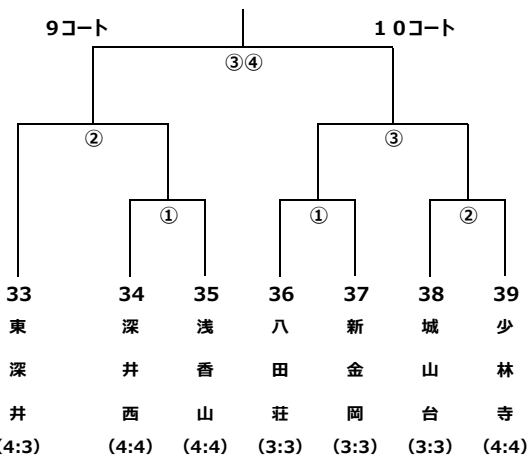 9コート 10コート
③④
② ③
① ① ②
33 34 35 36 37 38 39
東深井 深井西 浅香山 八田荘 新金岡 城山台 少林寺
(4:3) (4:4) (4:4) (3:3) (3:3) (3:3) (4:4)